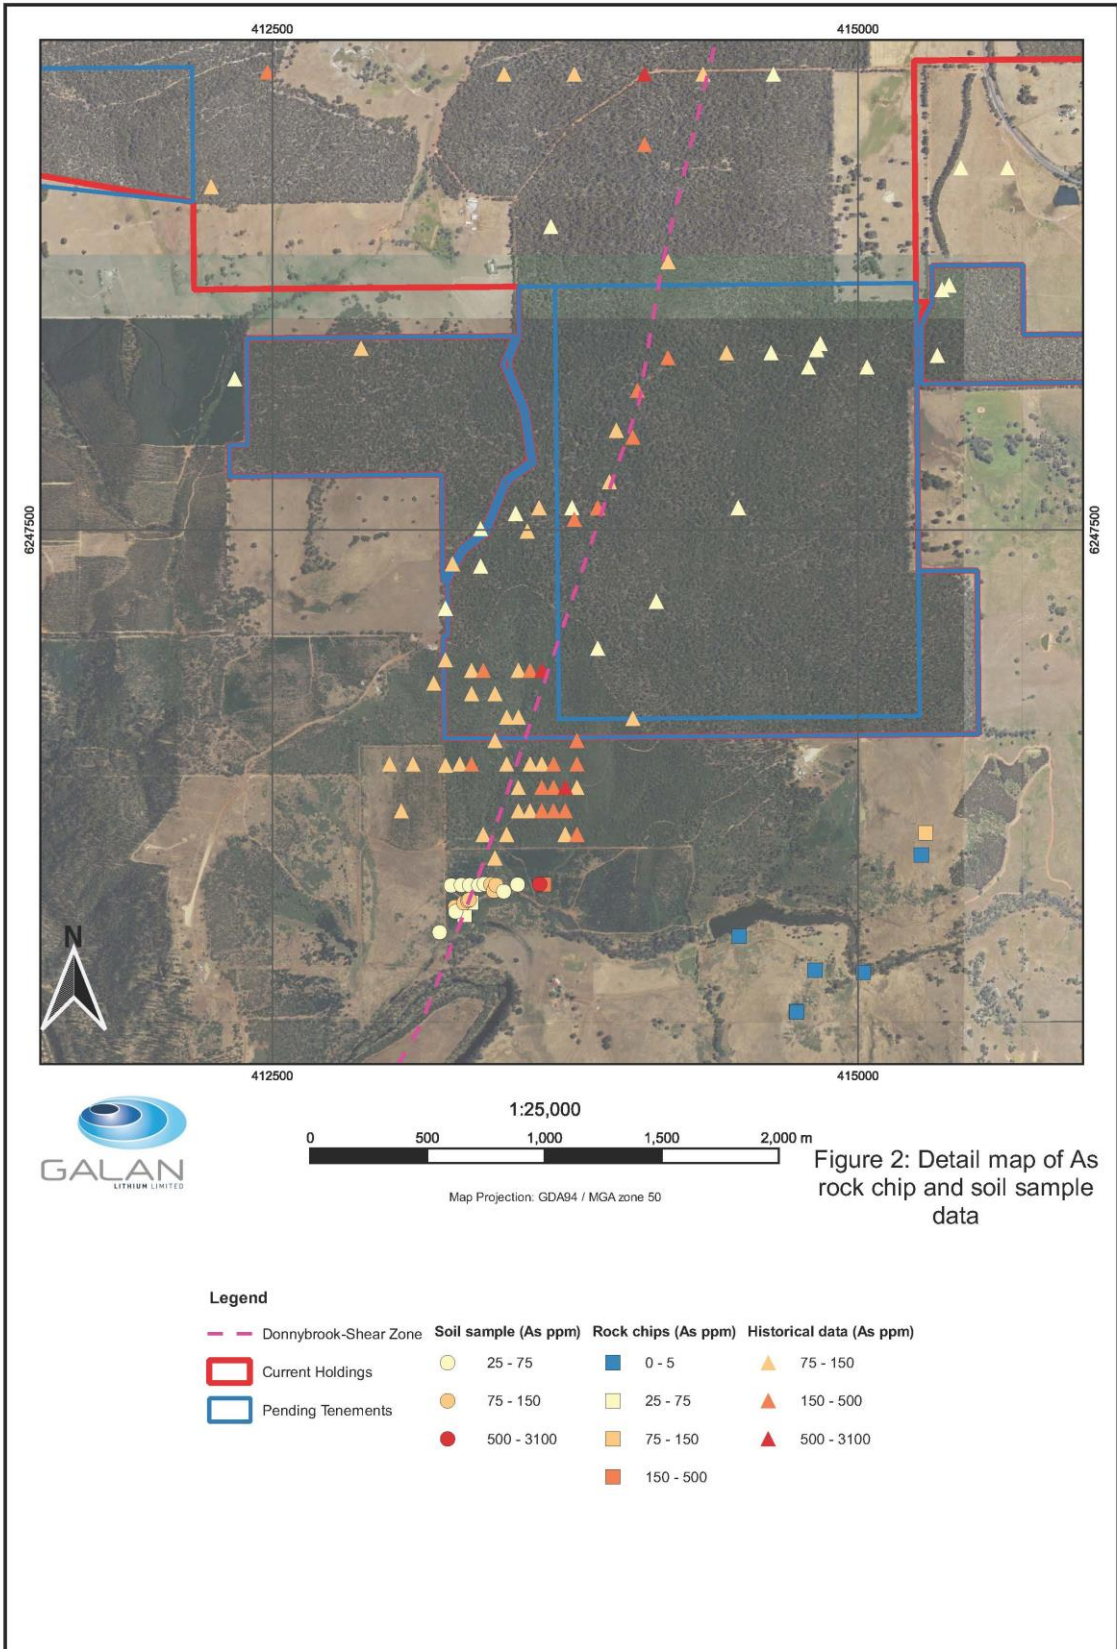 412500
415000
6247500
6247500
N
412500
415000
GALAN
LITHIUM LIMITED
1:25,000
0 500 1,000 1,500 2,000 m
Map Projection: GDA94 / MGA zone 50
Figure 2: Detail map of As
rock chip and soil sample
data
Legend
Donnybrook-Shear Zone
Current Holdings
Pending Tenements
Soil sample (As ppm)
25 - 75
75 - 150
500 - 3100
Rock chips (As ppm)
0 - 5
25 - 75
75 - 150
150 - 500
Historical data (As ppm)
75 - 150
150 - 500
500 - 3100